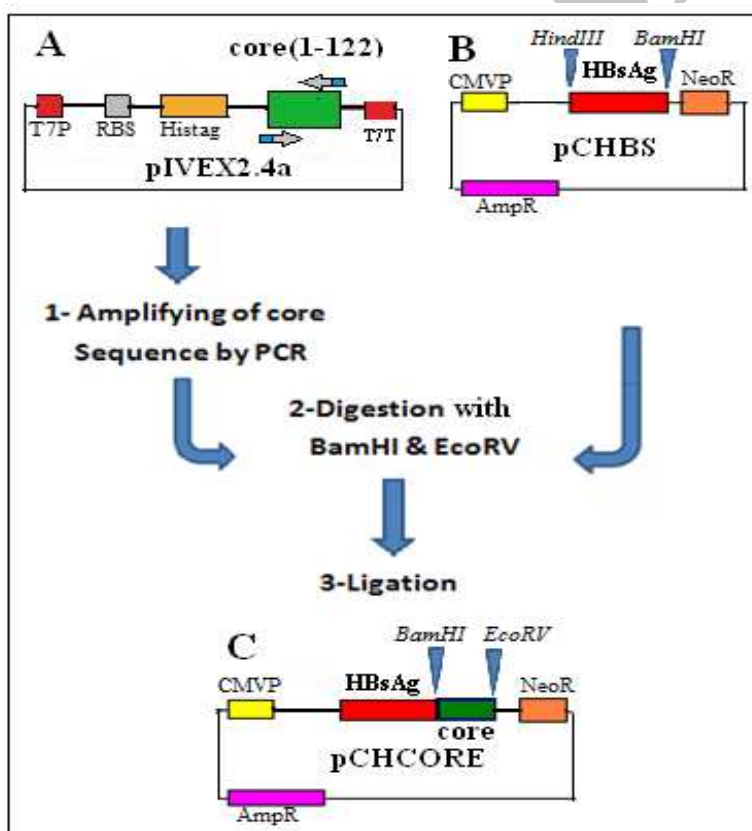 A
core(1-122)
T7P
RBS
Histag
T7T
pIVEX2.4a
B
HindIII
BamHI
CMVP
HBsAg
NeoR
pCHBS
AmpR
1- Amplifying of core
Sequence by PCR
2-Digestion with
BamHI & EcoRV
3-Ligation
C
BamHI
EcoRV
CMVP
HBsAg
NeoR
core
pCHCORE
AmpR